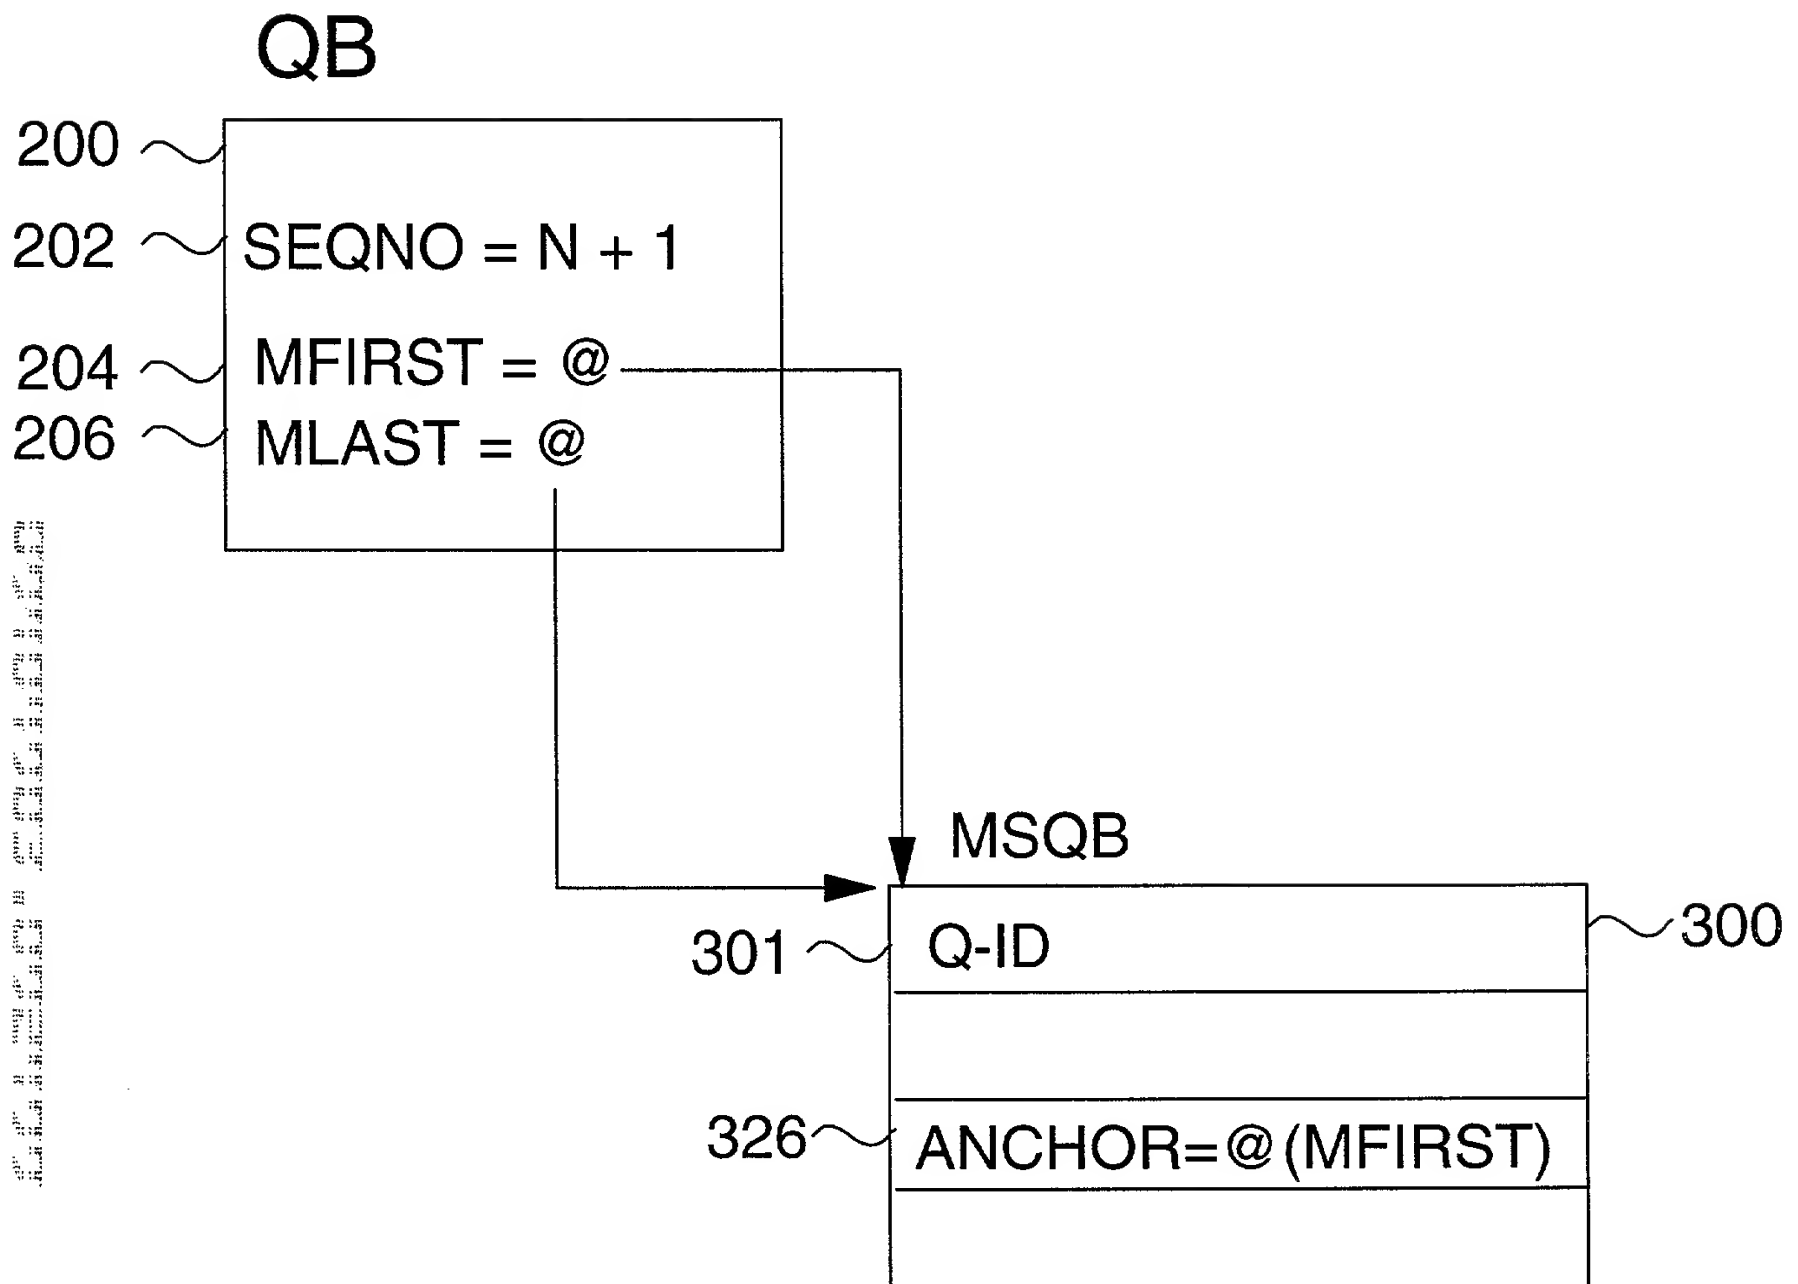 QB
200
202 SEQNO = N + 1
204 MFIRST = @
206 MLAST = @
MSQB
301 Q-ID 300
326 ANCHOR=@(MFIRST)